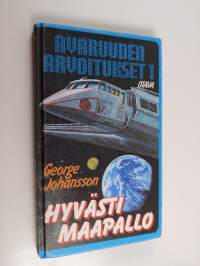 AVARUUDEN
ARVOITUKSET 1
OTAVA
George
Johansson
HYVÄSTI
MAAPALLO